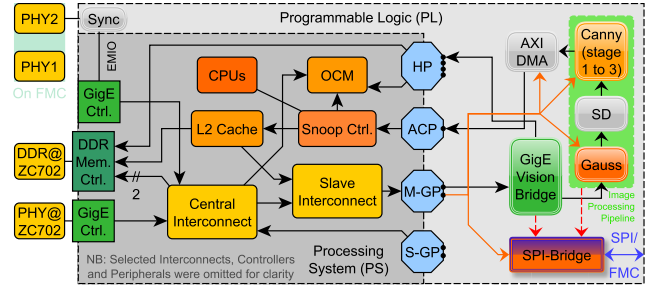 PHY2
Sync
Programmable Logic (PL)
PHY1
On FMC
EMIO
GigE
Ctrl.
CPUs
OCM
HP
AXI
DMA
Canny
(stage
1 to 3)
DDR@
ZC702
DDR
Mem.
Ctrl.
L2 Cache
Snoop Ctrl.
ACP
SD
Gauss
//
2
PHY@
ZC702
GigE
Ctrl.
Central
Interconnect
Slave
Interconnect
M-GP
GigE
Vision
Bridge
Image
Processing
Pipeline
S-GP
NB: Selected Interconnects, Controllers
and Peripherals were omitted for clarity
Processing
System (PS)
SPI-Bridge
SPI/
FMC